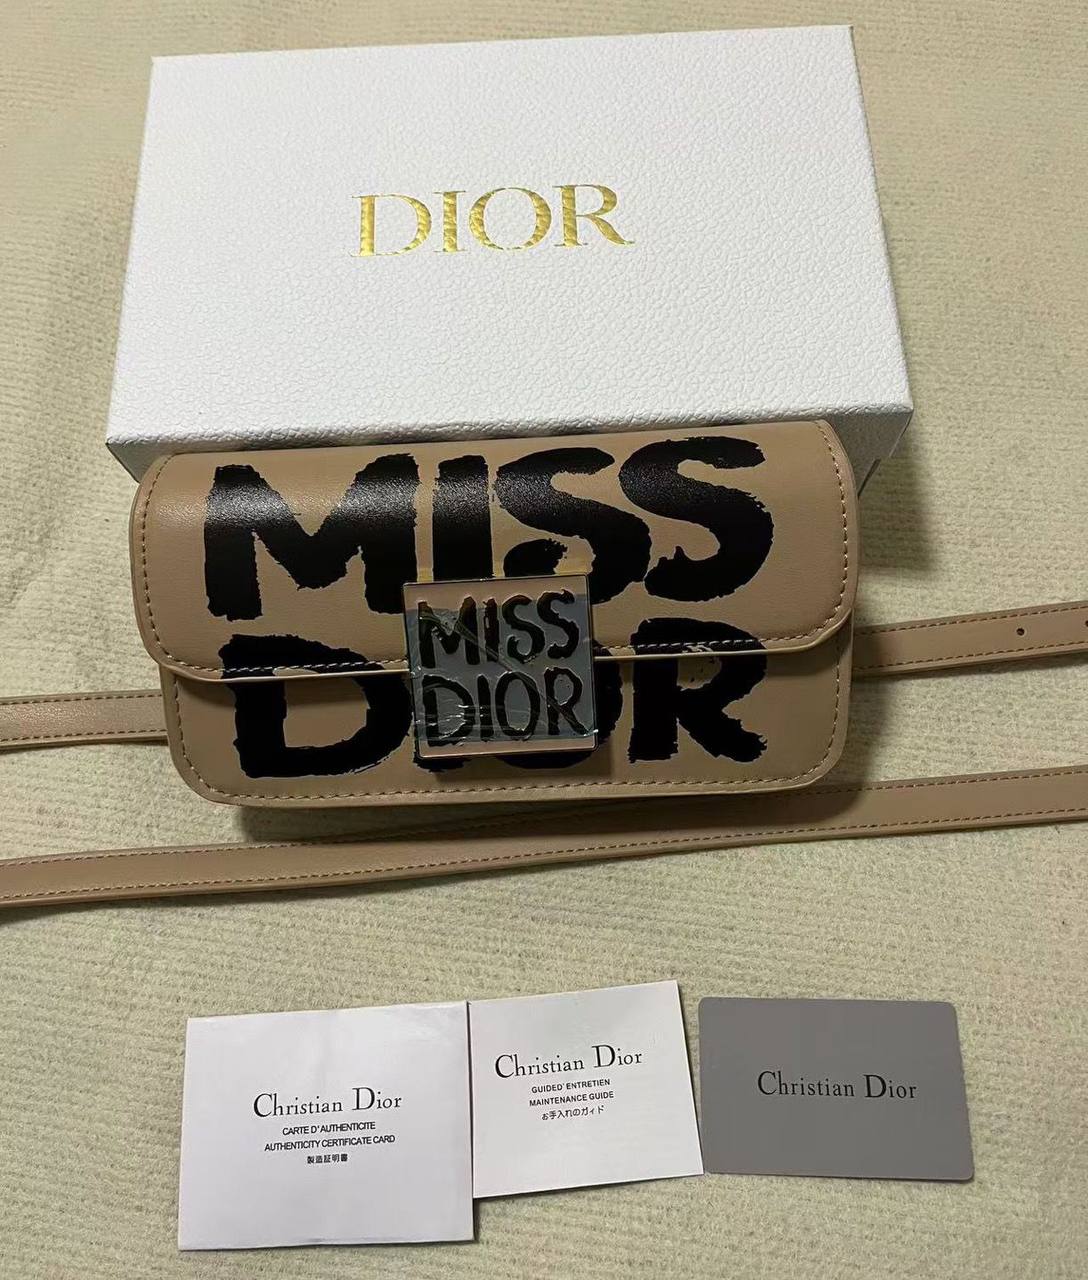 DIOR
MISS
DIOR
MISS
DIOR
Christian Dior
CARTE D'AUTHENTICITE
AUTHENTICITY CERTIFICATE CARD
製造証明書
Christian Dior
GUIDED' ENTRETIEN
MAINTENANCE GUIDE
お手入れのガイド
Christian Dior